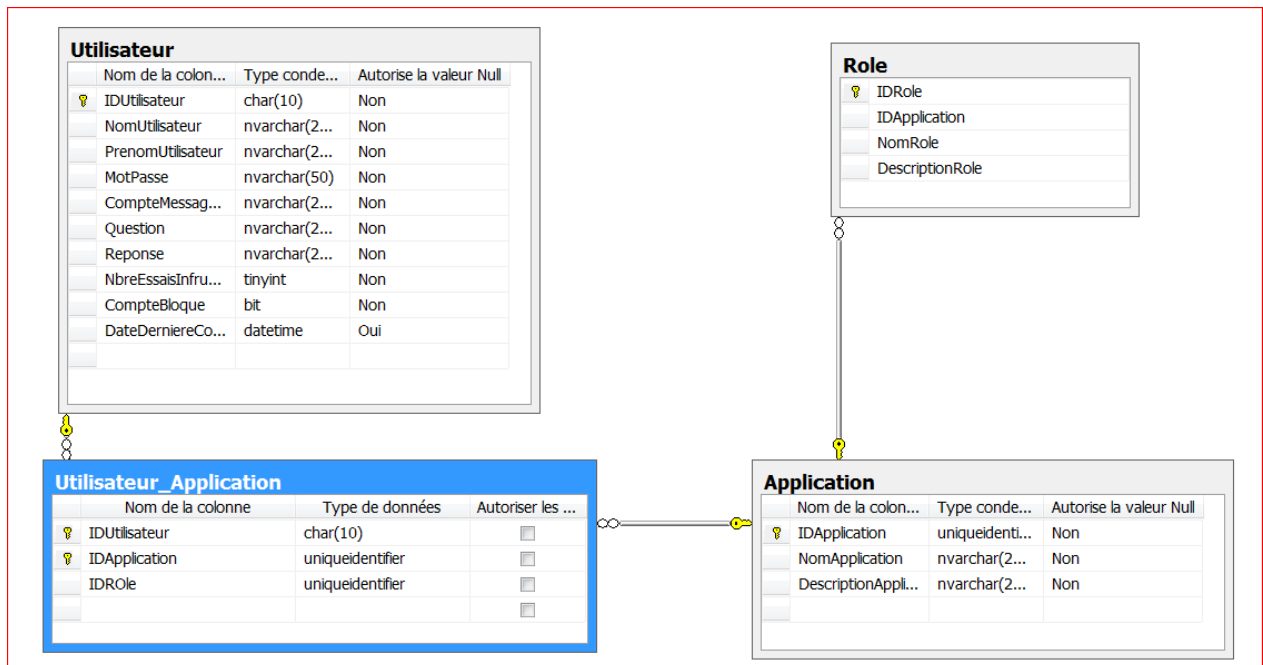 Utilisateur
Nom de la colon... Type conde... Autorise la valeur Null
IDUtilisateur char(10) Non
NomUtilisateur nvarchar(2... Non
PrenomUtilisateur nvarchar(2... Non
MotPasse nvarchar(50) Non
CompteMessag... nvarchar(2... Non
Question nvarchar(2... Non
Reponse nvarchar(2... Non
NbreEssaisInfru... tinyint Non
CompteBloque bit Non
DateDerniereCo... datetime Oui
Role
IDRole
IDApplication
NomRole
DescriptionRole
Utilisateur_Application
Nom de la colonne Type de données Autoriser les ...
IDUtilisateur char(10)
IDApplication uniqueidentifier
IDROle uniqueidentifier
Application
Nom de la colon... Type conde... Autorise la valeur Null
IDApplication uniqueidenti... Non
NomApplication nvarchar(2... Non
DescriptionAppli... nvarchar(2... Non